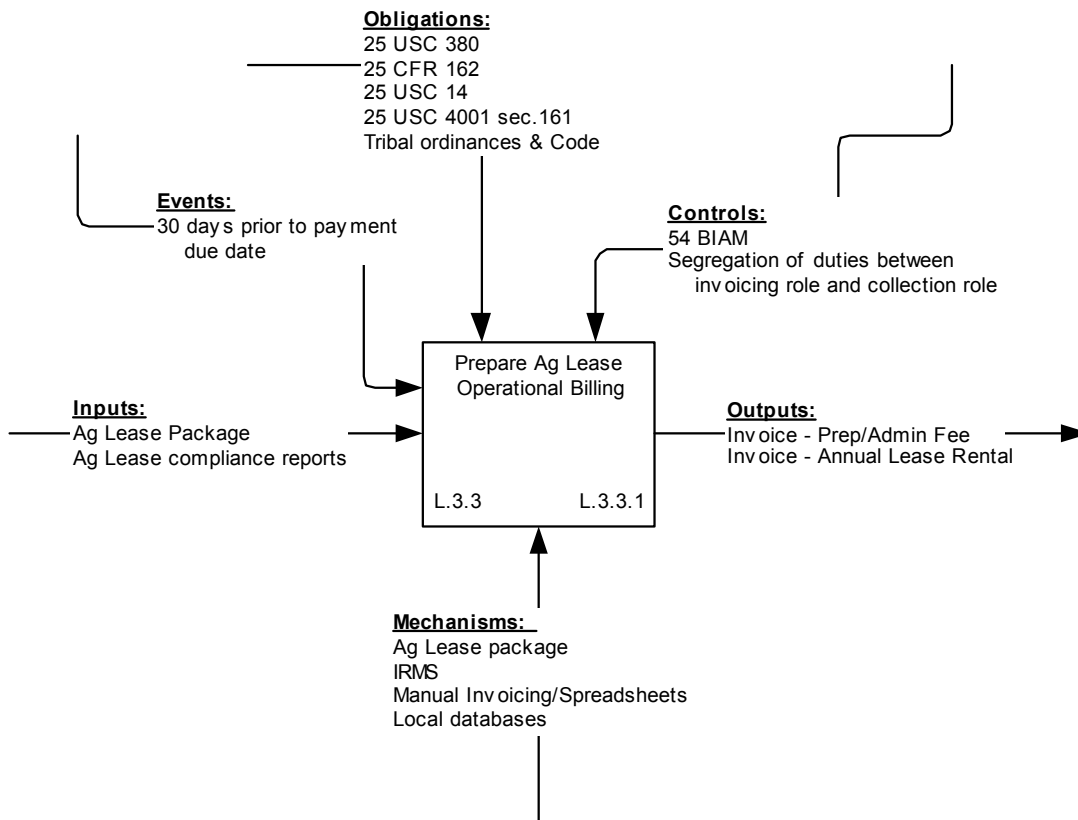 Obligations:
25 USC 380
25 CFR 162
25 USC 14
25 USC 4001 sec.161
Tribal ordinances & Code
Events:
30 days prior to payment
due date
Controls:
54 BIAM
Segregation of duties between
invoicing role and collection role
Prepare Ag Lease
Operational Billing
L.3.3
L.3.3.1
Inputs:
Ag Lease Package
Ag Lease compliance reports
Outputs:
Invoice - Prep/Admin Fee
Invoice - Annual Lease Rental
Mechanisms:
Ag Lease package
IRMS
Manual Invoicing/Spreadsheets
Local databases